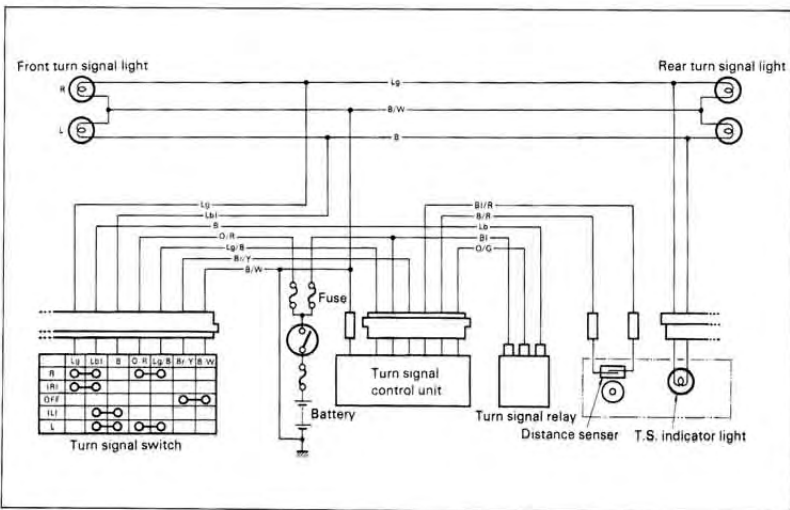 Front turn signal light
Rear turn signal light
R
Lg
B/W
L
B
Lg
Lbl
B
O/R
Lg/B
Br/Y
B/W
Bl/R
B/R
Lb
Bl
O/G
Fuse
Lg Lbl B O R Lg B Br Y B W
R
(R)
OFF
(L)
L
Turn signal switch
Battery
Turn signal
control unit
Turn signal relay
Distance senser
T.S. indicator light